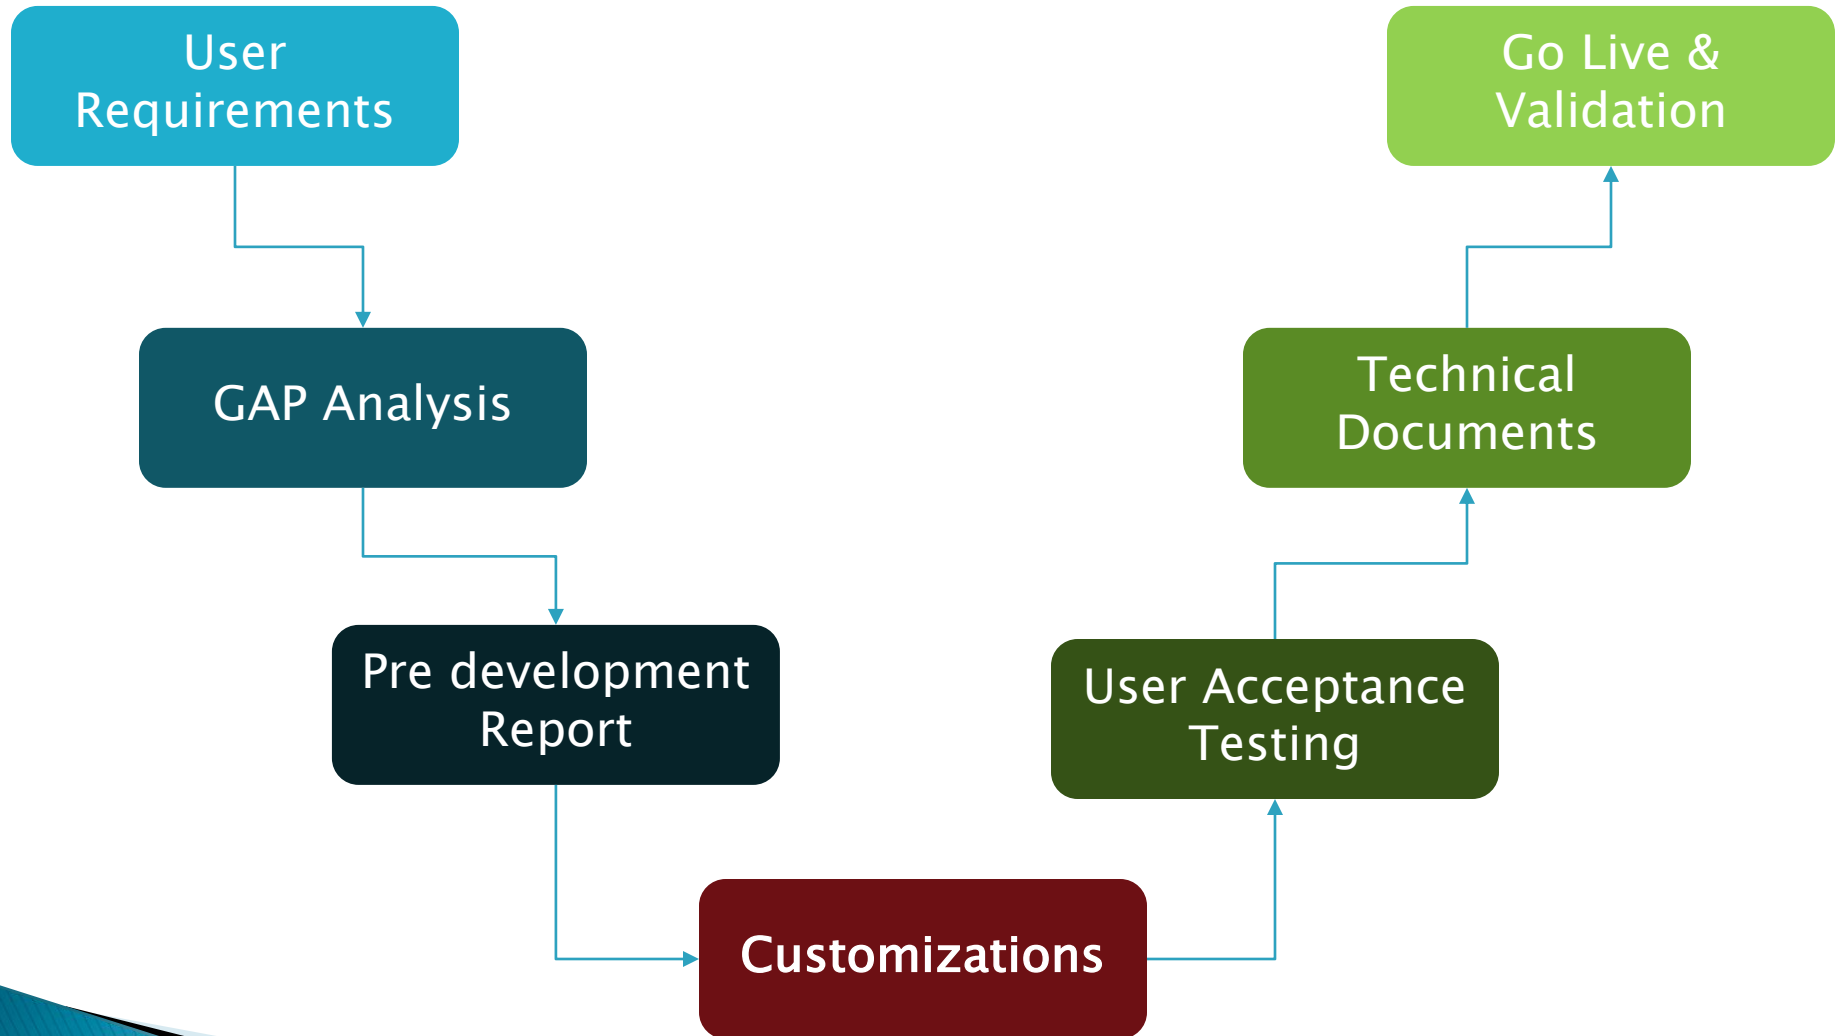 User
Requirements
GAP Analysis
Pre development
Report
Customizations
User Acceptance
Testing
Technical
Documents
Go Live &
Validation